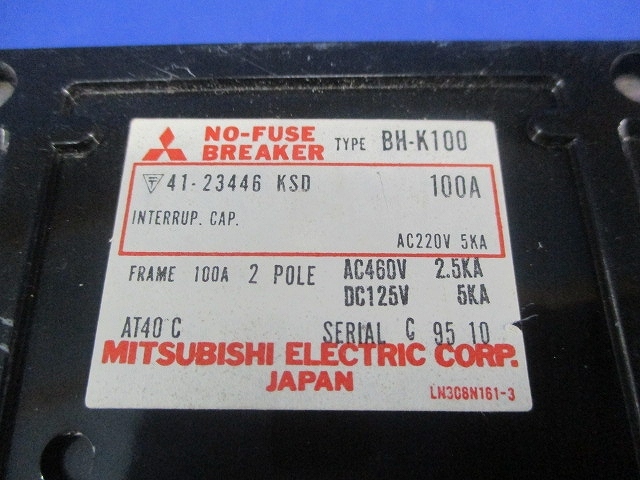 NO-FUSE
BREAKER TYPE BH-K100
〒 41-23446 KSD 100A
INTERRUP. CAP.
AC220V 5KA
FRAME 100A 2 POLE AC460V 2.5KA
DC125V 5KA
AT40°C SERIAL C 95 10
MITSUBISHI ELECTRIC CORP.
JAPAN
LN308N161-3